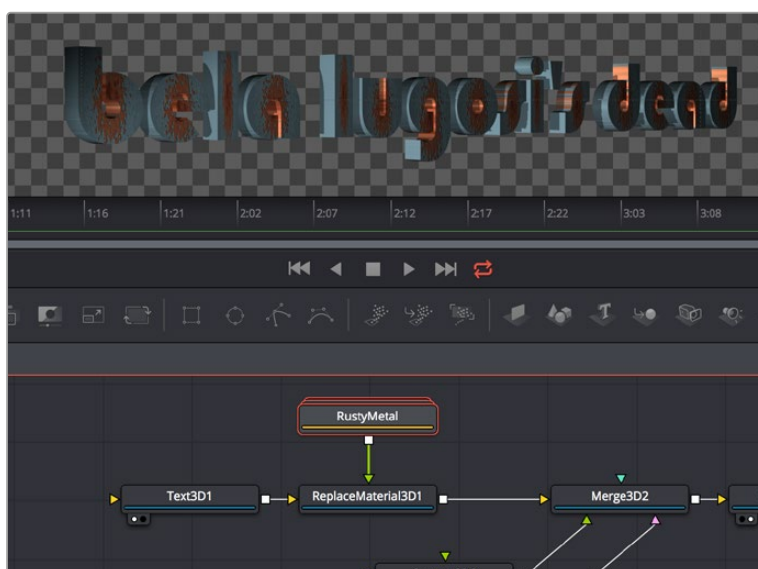 bela lugosi's dead
1:11 1:16 1:21 2:02 2:07 2:12 2:17 2:22 3:03 3:08
T
RustyMetal
Text3D1 ReplaceMaterial3D1 Merge3D2